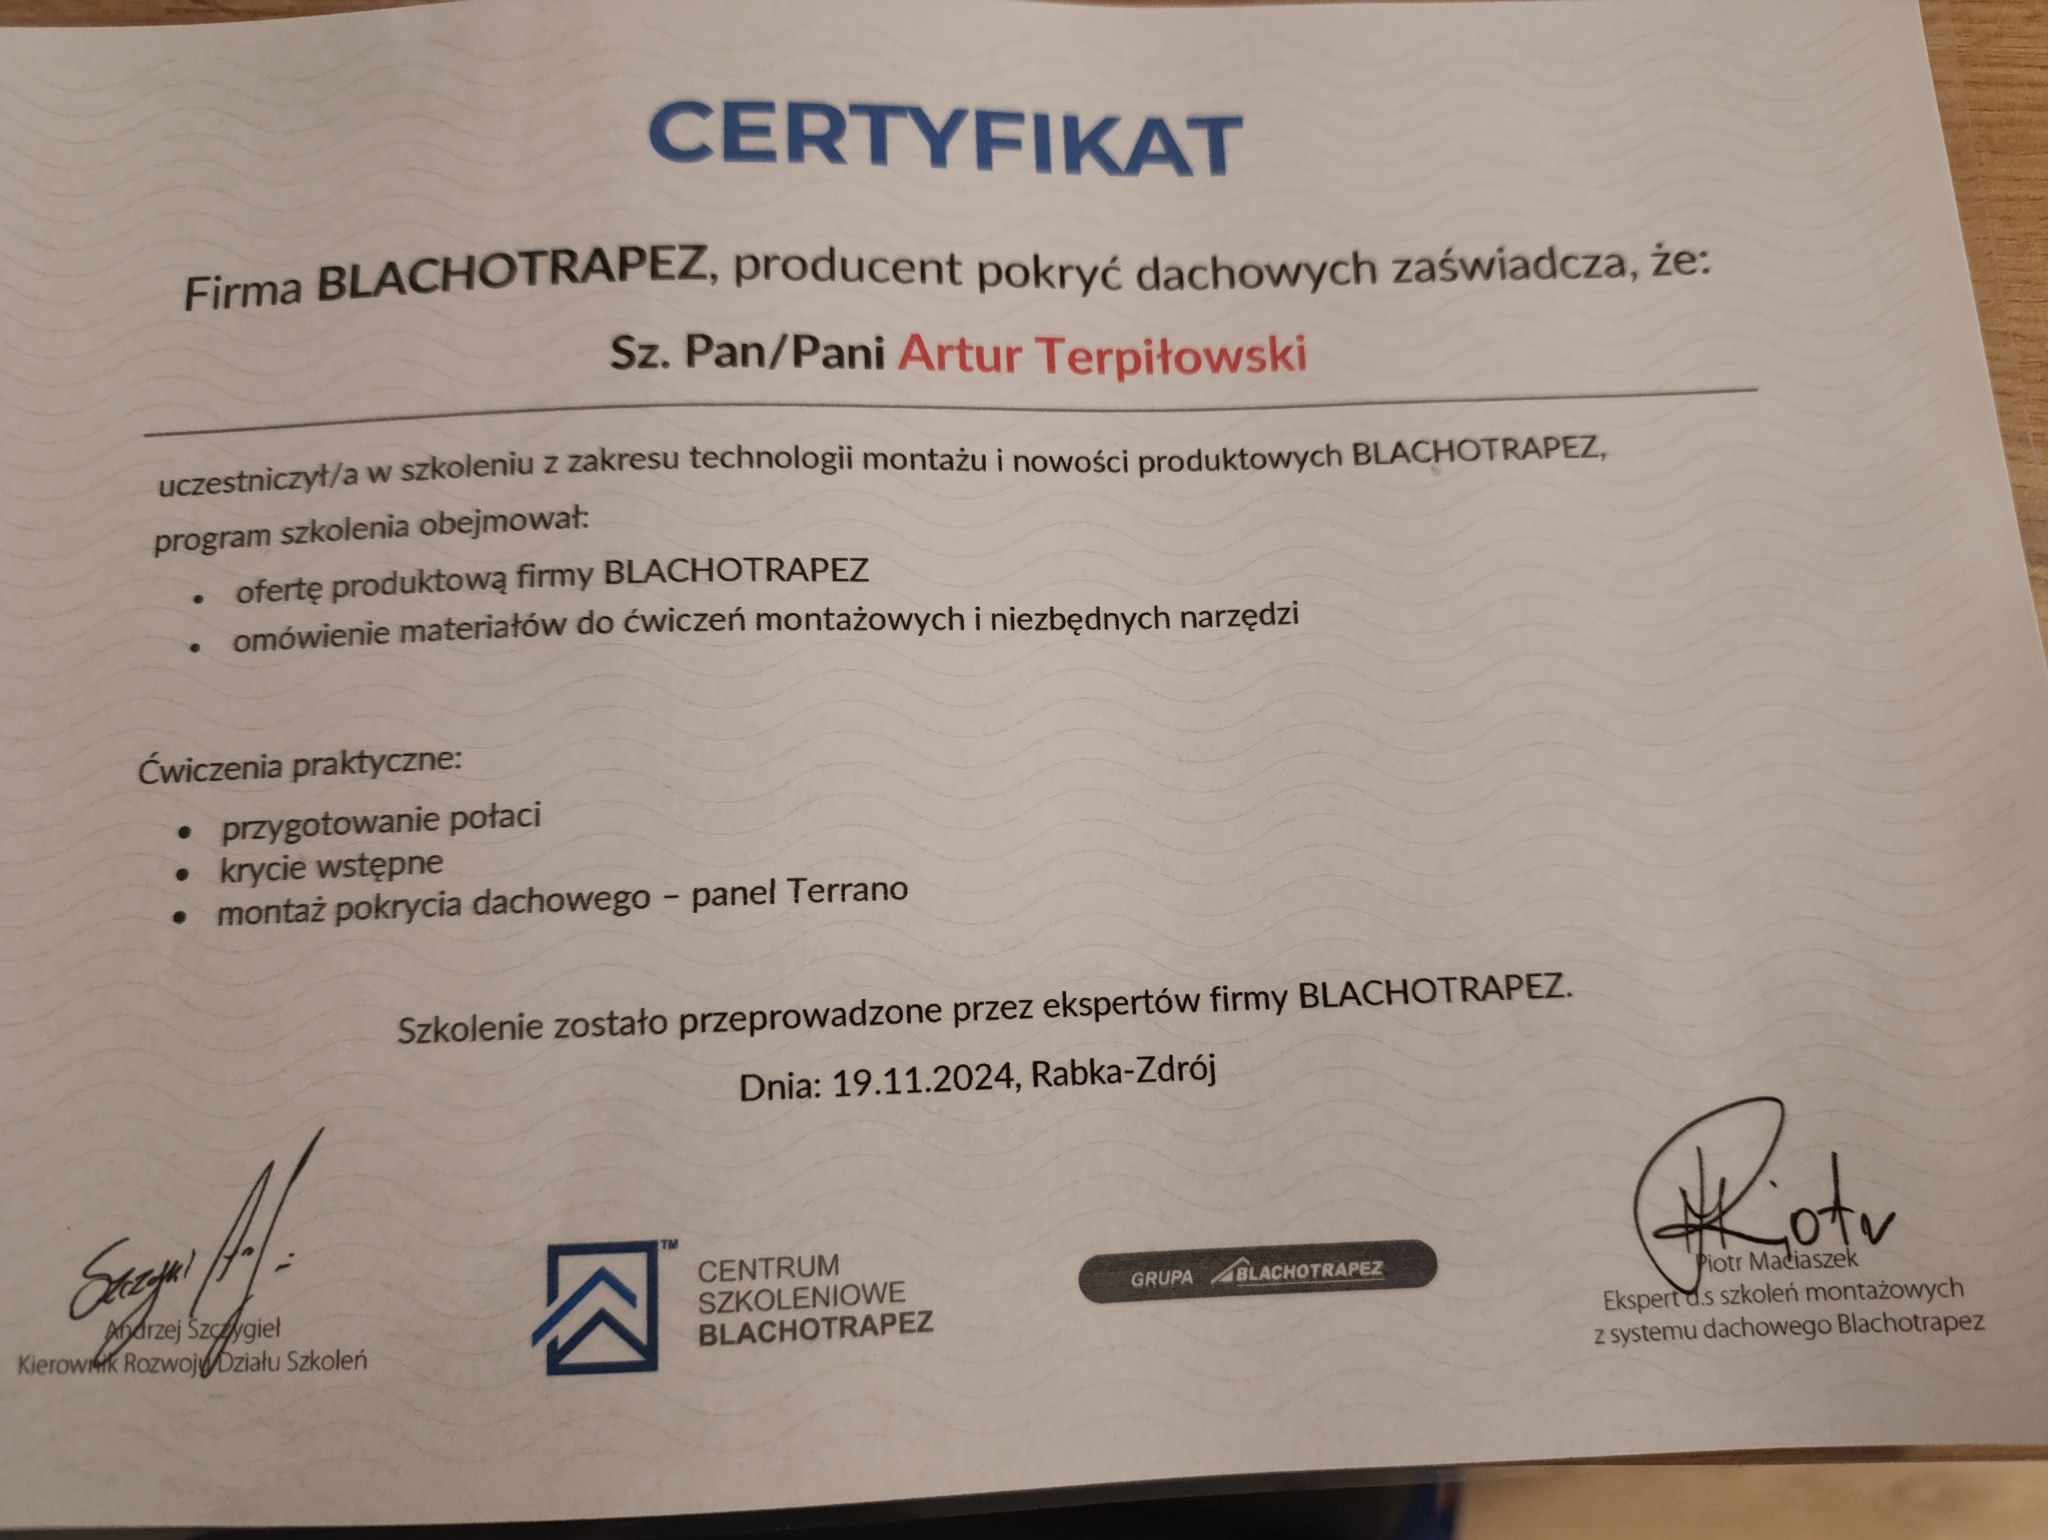 CERTYFIKAT
Firma BLACHOTRAPEZ, producent pokryć dachowych zaświadcza, że:
Sz. Pan/Pani Artur Terpiłowski
uczestniczył/a w szkoleniu z zakresu technologii montażu i nowości produktowych BLACHOTRAPEZ,
program szkolenia obejmował:
• ofertę produktową firmy BLACHOTRAPEZ
• omówienie materiałów do ćwiczeń montażowych i niezbędnych narzędzi
Ćwiczenia praktyczne:
• przygotowanie połaci
• krycie wstępne
• montaż pokrycia dachowego – panel Terrano
Szkolenie zostało przeprowadzone przez ekspertów firmy BLACHOTRAPEZ.
Dnia: 19.11.2024, Rabka-Zdrój
Andrzej Szczygieł
Kierownik Rozwoju Działu Szkoleń
TM
CENTRUM
SZKOLENIOWE
BLACHOTRAPEZ
GRUPA BLACHOTRAPEZ
Piotr
Piotr Maciaszek
Ekspert d.s szkoleń montażowych
z systemu dachowego Blachotrapez